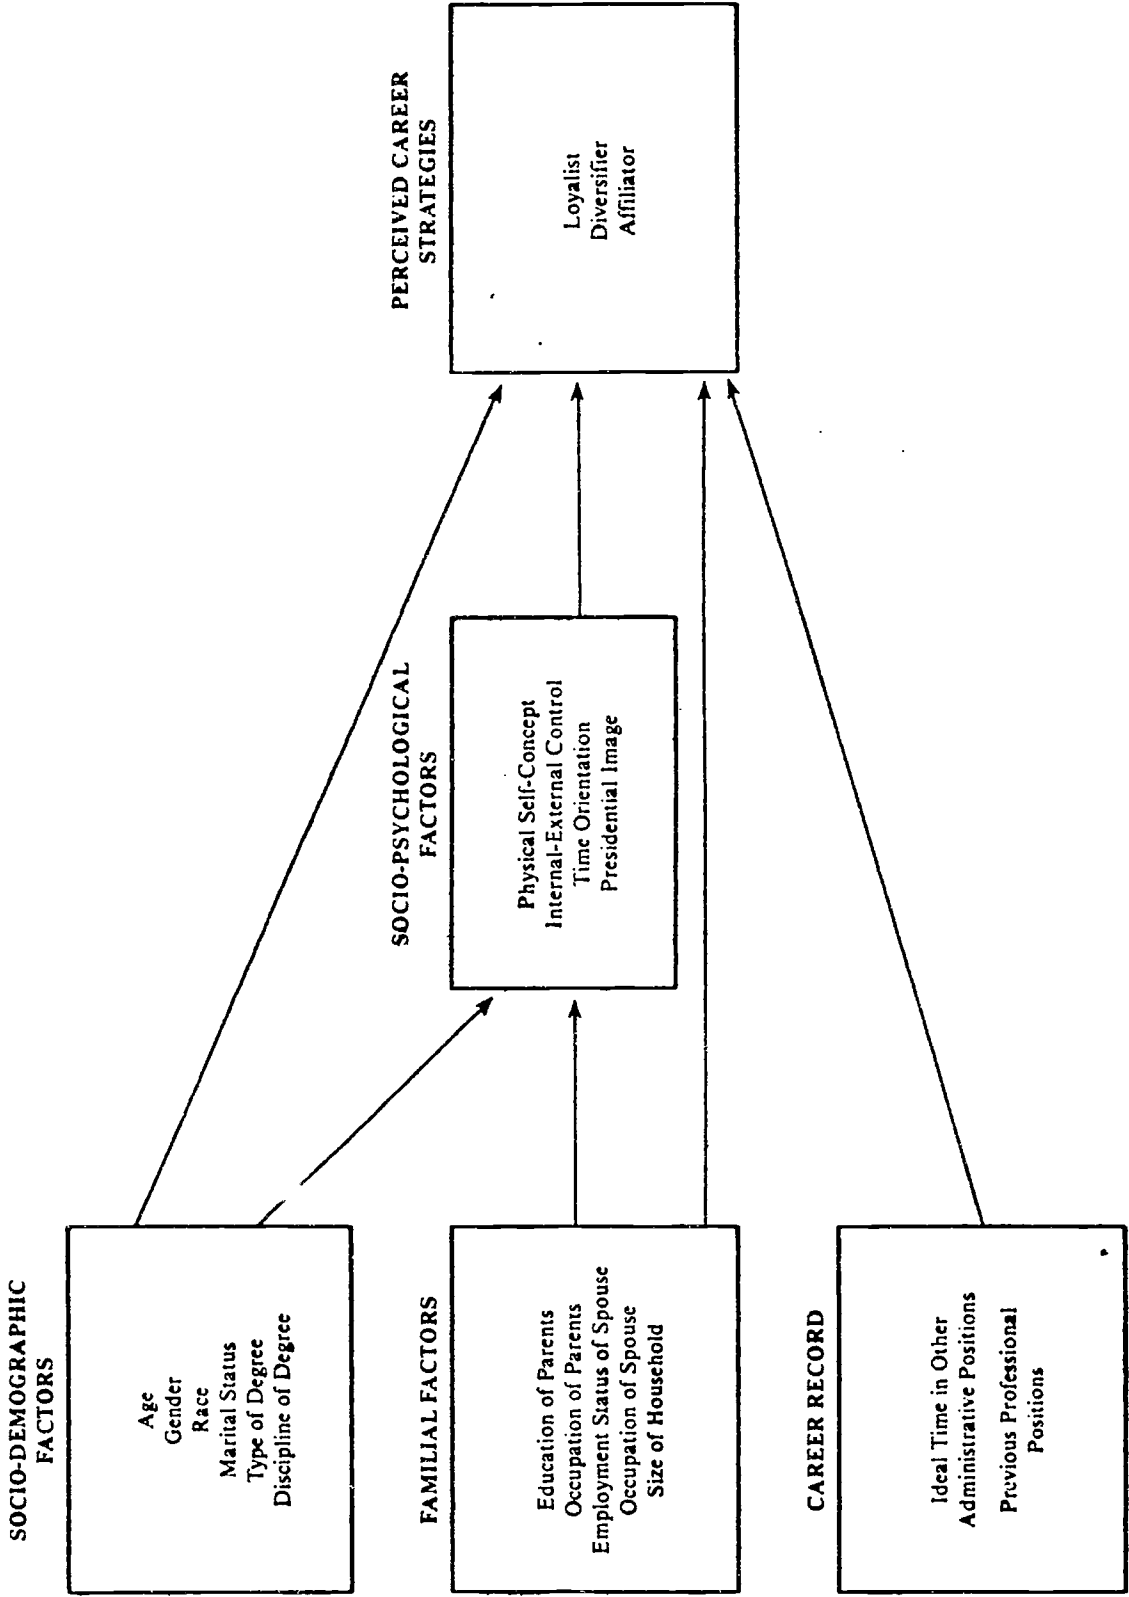 SOCIO-DEMOGRAPHIC
FACTORS
Age
Gender
Race
Marital Status
Type of Degree
Discipline of Degree
FAMILIAL FACTORS
Education of Parents
Occupation of Parents
Employment Status of Spouse
Occupation of Spouse
Size of Household
CAREER RECORD
Ideal Time in Other
Administrative Positions
Previous Professional
Positions
SOCIO-PSYCHOLOGICAL
FACTORS
Physical Self-Concept
Internal-External Control
Time Orientation
Presidential Image
PERCEIVED CAREER
STRATEGIES
Loyalist
Diversifier
Affiliator